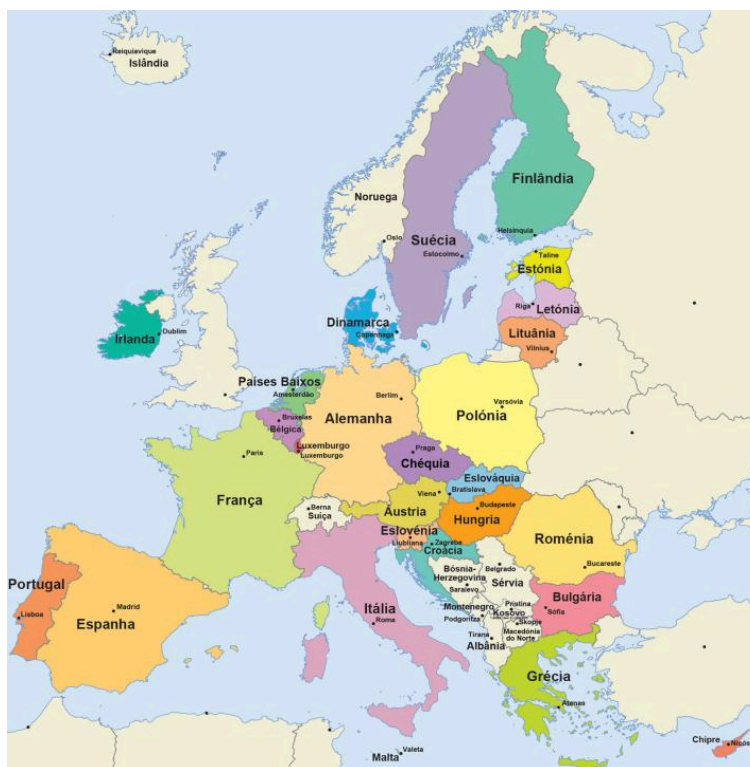 Reiquiavique
Islândia
Finlândia
Noruega
Helsínquia
Oslo
Suécia
Estocolmo
Taline
Estónia
Riga
Letónia
Dinamarca
Copenhaga
Lituânia
Vilnius
Irlanda
Dublim
Países Baixos
Amesterdão
Berlim
Alemanha
Varsóvia
Polónia
Bruxelas
Bélgica
Luxemburgo
Luxemburgo
Paris
França
Praga
Chéquia
Eslováquia
Bratislava
Viena
Áustria
Budapeste
Hungria
Berna
Suíça
Eslovénia
Liubliana
Zagrebe
Croácia
Roménia
Bucareste
Bósnia-
Herzegovina
Saraievo
Belgrado
Sérvia
Portugal
Lisboa
Madrid
Espanha
Itália
Roma
Montenegro
Podgoritza
Pristina
Kosovo
Bulgária
Sófia
Skopje
Macedónia
do Norte
Tirana
Albânia
Grécia
Atenas
Malta
Valeta
Chipre